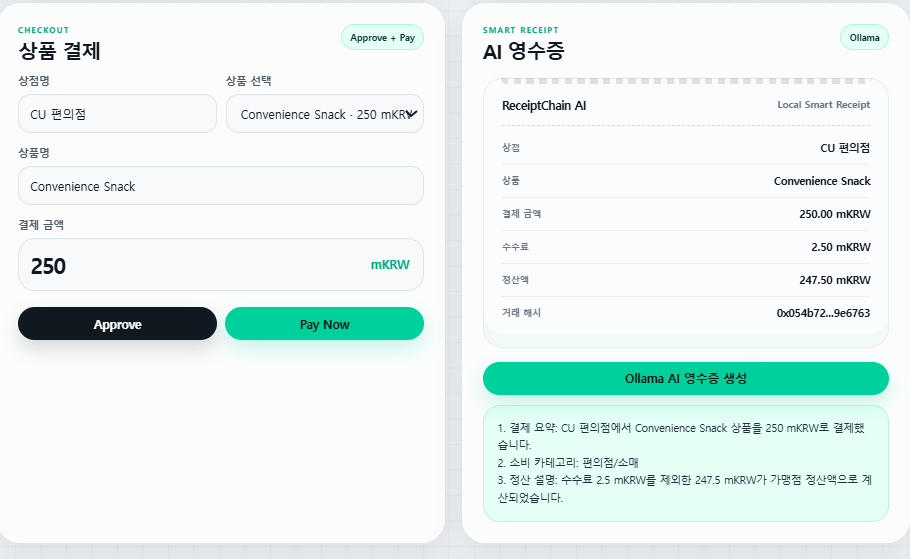 CHECKOUT
상품 결제
Approve + Pay
상점명
상품 선택
CU 편의점
Convenience Snack · 250 mKRW
상품명
Convenience Snack
결제 금액
250
mKRW
Approve
Pay Now
SMART RECEIPT
AI 영수증
Ollama
ReceiptChain AI
Local Smart Receipt
상점
CU 편의점
상품
Convenience Snack
결제 금액
250.00 mKRW
수수료
2.50 mKRW
정산액
247.50 mKRW
거래 해시
0x054b72...9e6763
Ollama AI 영수증 생성
1. 결제 요약: CU 편의점에서 Convenience Snack 상품을 250 mKRW로 결제했
습니다.
2. 소비 카테고리: 편의점/소매
3. 정산 설명: 수수료 2.5 mKRW를 제외한 247.5 mKRW가 가맹점 정산액으로 계
산되었습니다.